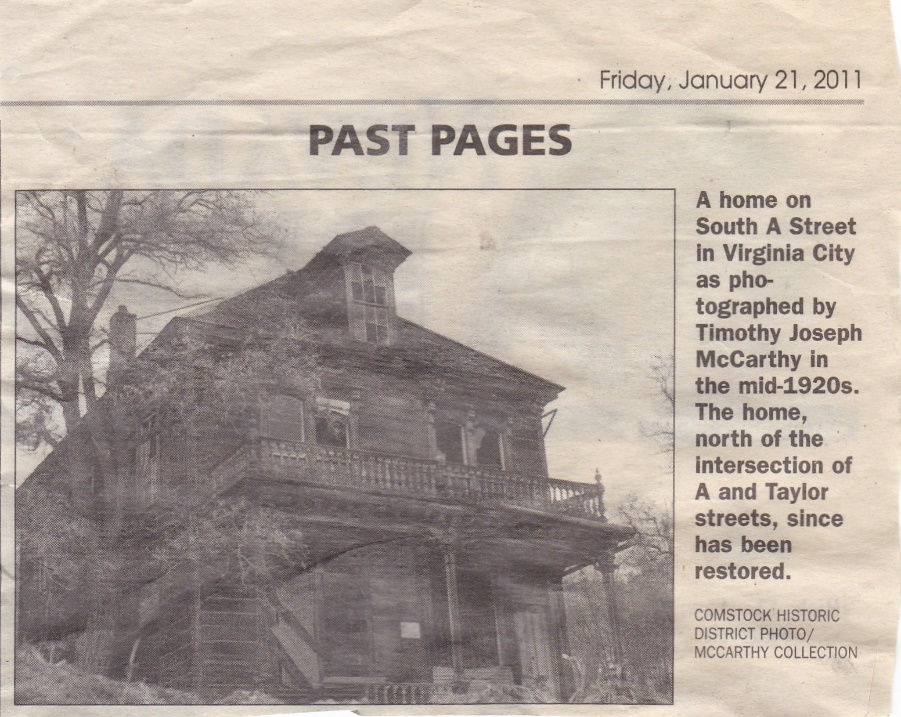 Friday, January 21, 2011
PAST PAGES
A home on
South A Street
in Virginia City
as pho-
tographed by
Timothy Joseph
McCarthy in
the mid-1920s.
The home,
north of the
intersection of
A and Taylor
streets, since
has been
restored.
COMSTOCK HISTORIC
DISTRICT PHOTO/
MCCARTHY COLLECTION